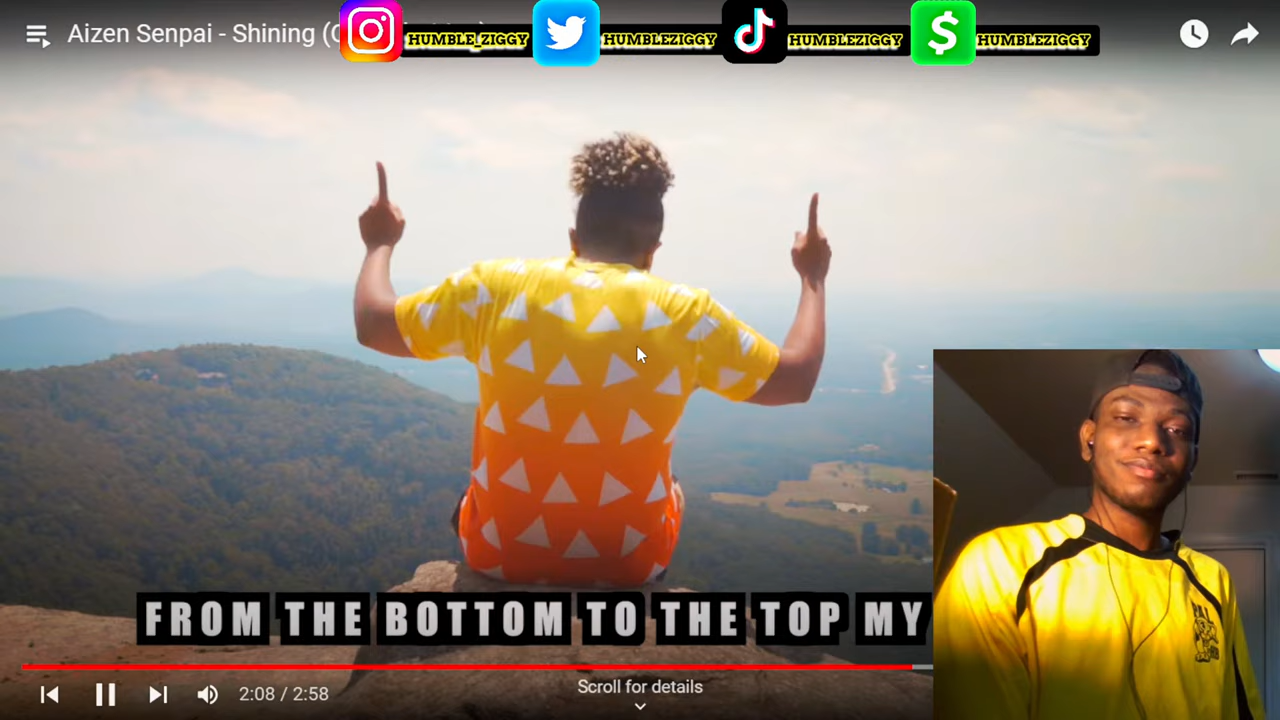 Aizen Senpai - Shining (
HUMBLE_ZIGGY
HUMBLEZIGGY
HUMBLEZIGGY
$
HUMBLEZIGGY
FROM THE BOTTOM TO THE TOP MY
2:08 / 2:58
Scroll for details